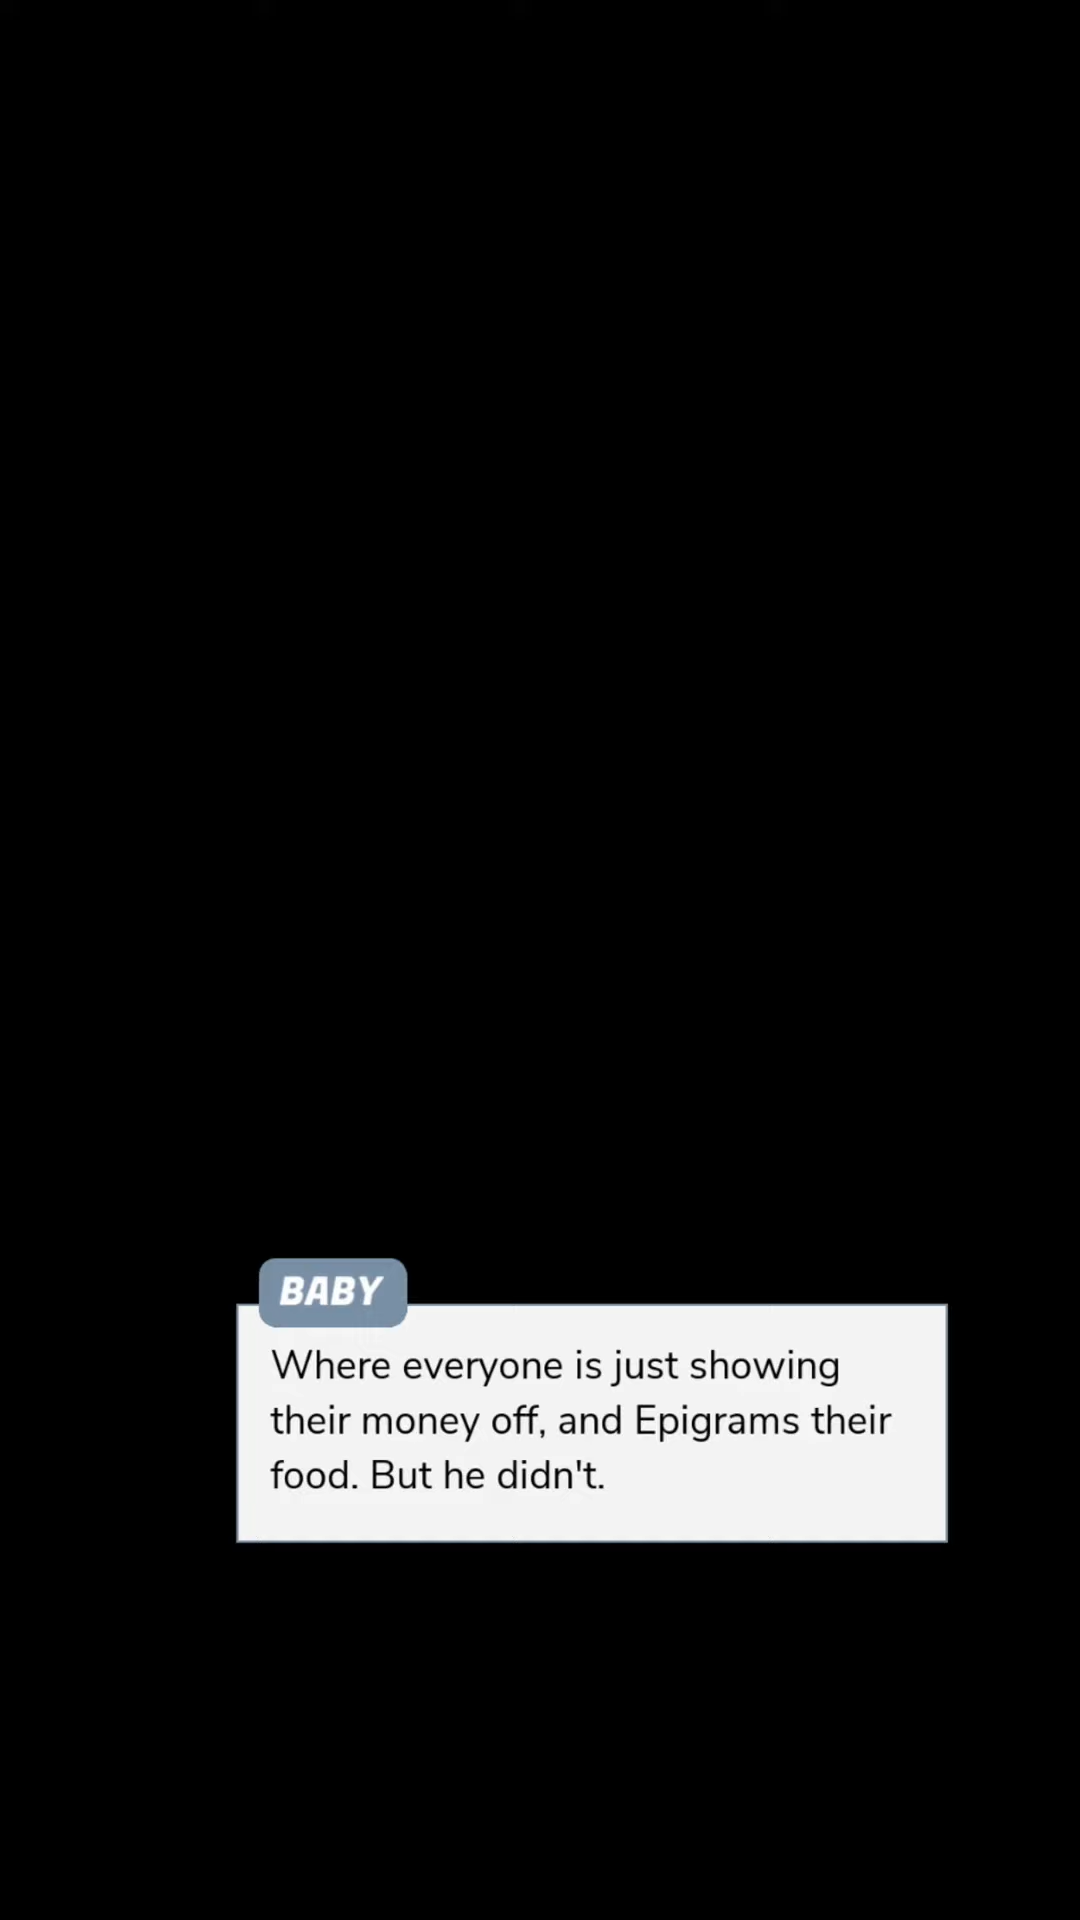 BABY
Where everyone is just showing
their money off, and Epigrams their
food. But he didn't.